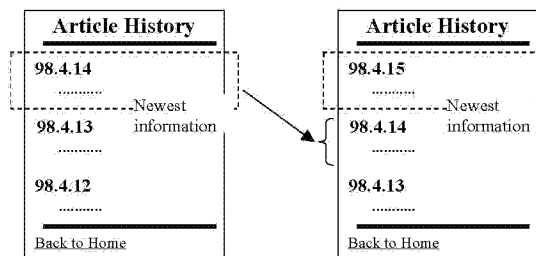 Article History
98.4.14
..........
Newest
information
98.4.13
..........
98.4.12
..........
Back to Home
Article History
98.4.15
..........
Newest
information
98.4.14
..........
98.4.13
..........
Back to Home